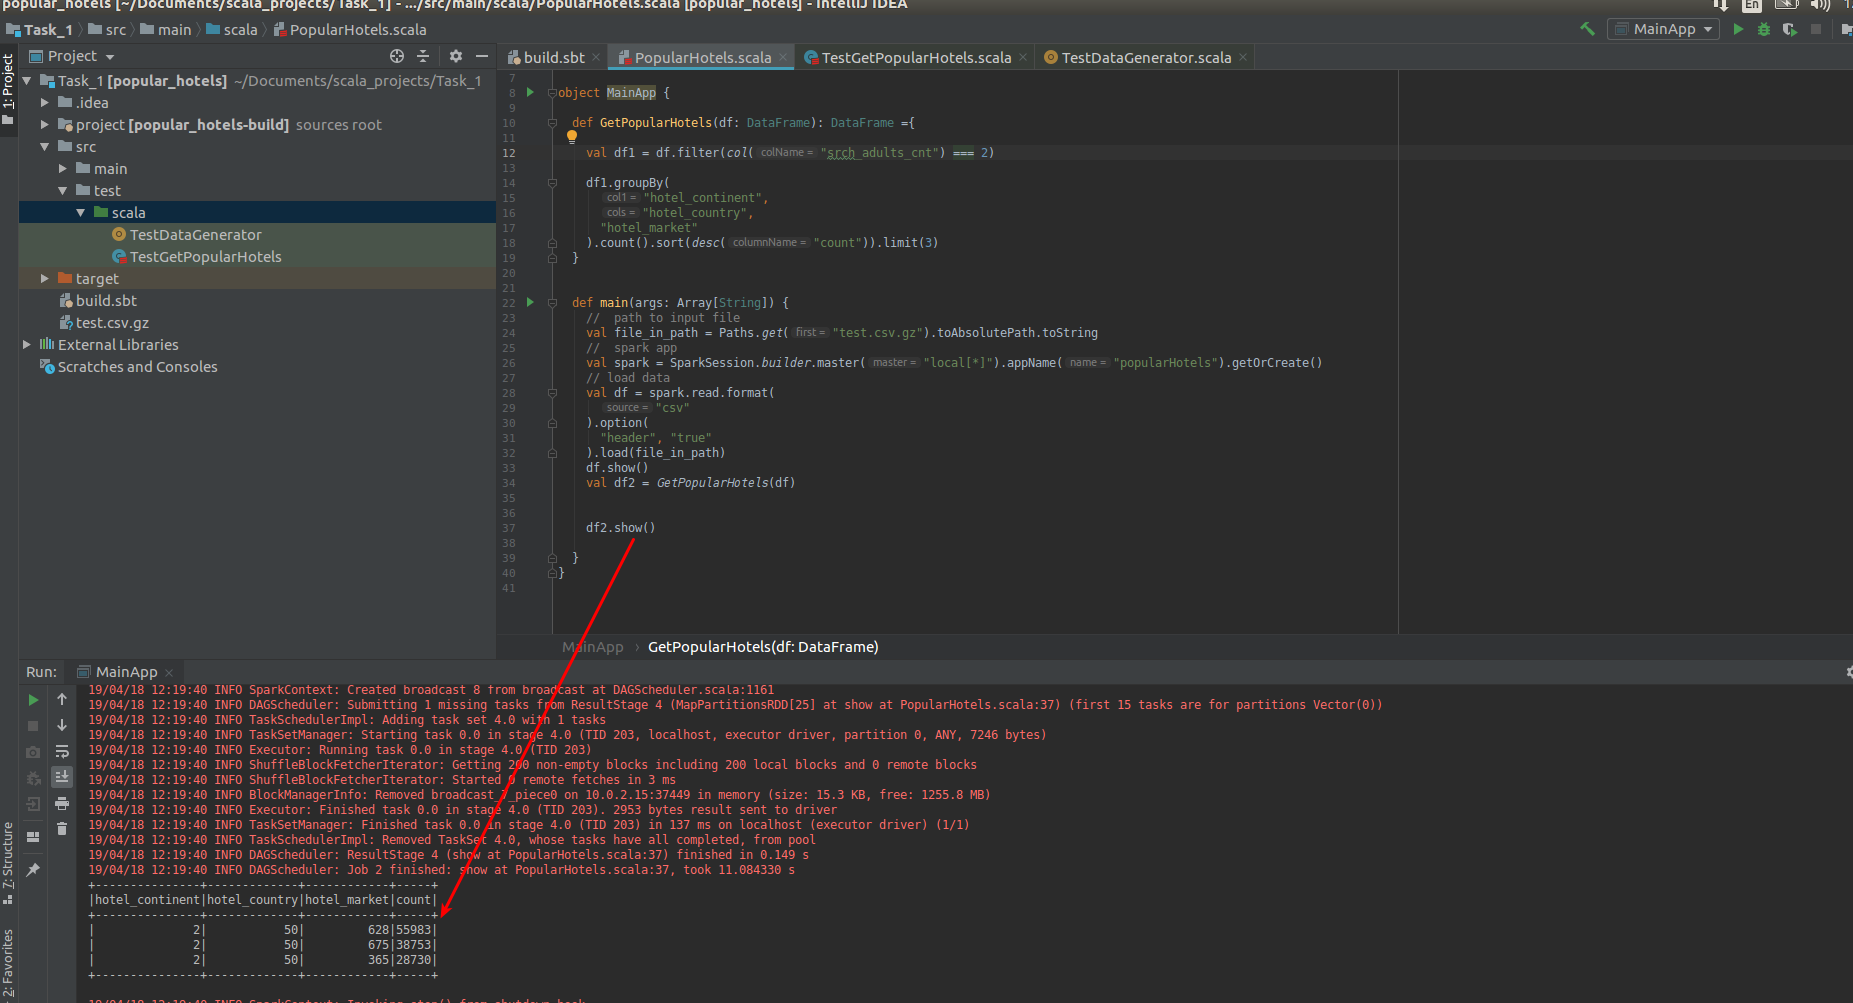 popular_hotels [~/Documents/scala_projects/Task_1] - .../src/main/scala/PopularHotels.scala [popular_hotels] - IntelliJ IDEA
En
Task_1 src main scala PopularHotels.scala
MainApp
1: Project
Project
build.sbt PopularHotels.scala TestGetPopularHotels.scala TestDataGenerator.scala
Task_1 [popular_hotels] ~/Documents/scala_projects/Task_1
.idea
project [popular_hotels-build] sources root
src
main
test
scala
TestDataGenerator
TestGetPopularHotels
target
build.sbt
test.csv.gz
External Libraries
Scratches and Consoles
7
8 object MainApp {
9
10 def GetPopularHotels(df: DataFrame): DataFrame ={
11
12 val df1 = df.filter(col( colName = "srch_adults_cnt") === 2)
13
14 df1.groupBy(
15 col1 = "hotel_continent",
16 cols = "hotel_country",
17 "hotel_market"
18 ).count().sort(desc( columnName = "count")).limit(3)
19 }
20
21
22 def main(args: Array[String]) {
23 // path to input file
24 val file_in_path = Paths.get( first = "test.csv.gz").toAbsolutePath.toString
25 // spark app
26 val spark = SparkSession.builder.master( master = "local[*]").appName( name = "popularHotels").getOrCreate()
27 // load data
28 val df = spark.read.format(
29 source = "csv"
30 ).option(
31 "header", "true"
32 ).load(file_in_path)
33 df.show()
34 val df2 = GetPopularHotels(df)
35
36
37 df2.show()
38
39 }
40 }
41
MainApp › GetPopularHotels(df: DataFrame)
Run: MainApp
19/04/18 12:19:40 INFO SparkContext: Created broadcast 8 from broadcast at DAGScheduler.scala:1161
19/04/18 12:19:40 INFO DAGScheduler: Submitting 1 missing tasks from ResultStage 4 (MapPartitionsRDD[25] at show at PopularHotels.scala:37) (first 15 tasks are for partitions Vector(0))
19/04/18 12:19:40 INFO TaskSchedulerImpl: Adding task set 4.0 with 1 tasks
19/04/18 12:19:40 INFO TaskSetManager: Starting task 0.0 in stage 4.0 (TID 203, localhost, executor driver, partition 0, ANY, 7246 bytes)
19/04/18 12:19:40 INFO Executor: Running task 0.0 in stage 4.0 (TID 203)
19/04/18 12:19:40 INFO ShuffleBlockFetcherIterator: Getting 200 non-empty blocks including 200 local blocks and 0 remote blocks
19/04/18 12:19:40 INFO ShuffleBlockFetcherIterator: Started 0 remote fetches in 3 ms
19/04/18 12:19:40 INFO BlockManagerInfo: Removed broadcast_7_piece0 on 10.0.2.15:37449 in memory (size: 15.3 KB, free: 1255.8 MB)
19/04/18 12:19:40 INFO Executor: Finished task 0.0 in stage 4.0 (TID 203). 2953 bytes result sent to driver
19/04/18 12:19:40 INFO TaskSetManager: Finished task 0.0 in stage 4.0 (TID 203) in 137 ms on localhost (executor driver) (1/1)
19/04/18 12:19:40 INFO TaskSchedulerImpl: Removed TaskSet 4.0, whose tasks have all completed, from pool
19/04/18 12:19:40 INFO DAGScheduler: ResultStage 4 (show at PopularHotels.scala:37) finished in 0.149 s
19/04/18 12:19:40 INFO DAGScheduler: Job 2 finished: show at PopularHotels.scala:37, took 11.084330 s
+---------------+-------------+------------+-----+
|hotel_continent|hotel_country|hotel_market|count|
+---------------+-------------+------------+-----+
| 2| 50| 628|55983|
| 2| 50| 675|38753|
| 2| 50| 365|28730|
+---------------+-------------+------------+-----+
19/04/18 12:19:40 INFO SparkContext: Invoking stop() from shutdown hook
7: Structure
2: Favorites